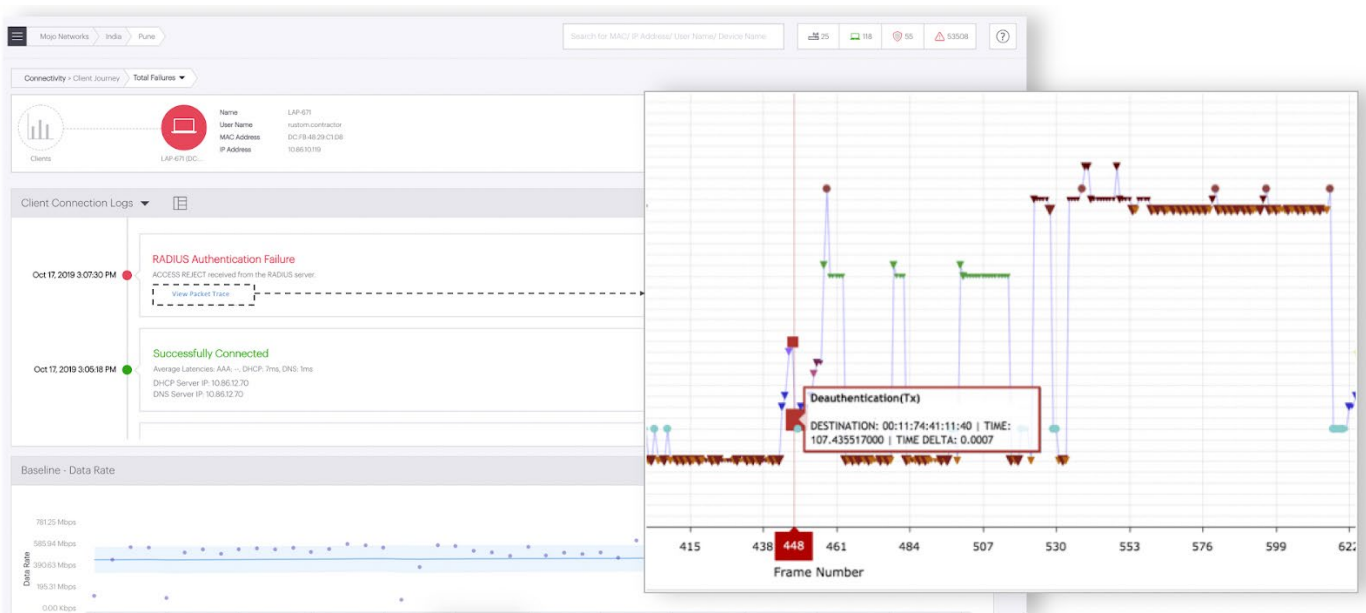 Mojo Networks India Pune
Search for MAC/ IP Address/ User Name/ Device Name
25 118 55 53508 ?
Connectivity > Client Journey Total Failures
Name LAP-671
User Name rustom.contractor
MAC Address DC:FB:48:29:C1:D8
IP Address 10.86.10.119
Clients LAP-671 (DC...
Client Connection Logs
Oct 17, 2019 3:07:30 PM
RADIUS Authentication Failure
ACCESS REJECT received from the RADIUS server.
View Packet Trace
Oct 17, 2019 3:05:18 PM
Successfully Connected
Average Latencies: AAA: --, DHCP: 7ms, DNS: 1ms
DHCP Server IP: 10.86.12.70
DNS Server IP: 10.86.12.70
Baseline - Data Rate
Data Rate
781.25 Mbps
585.94 Mbps
390.63 Mbps
195.31 Mbps
0.00 Kbps
Deauthentication(Tx)
DESTINATION: 00:11:74:41:11:40 | TIME:
107.435517000 | TIME DELTA: 0.0007
415 438 448 461 484 507 530 553 576 599 622
Frame Number